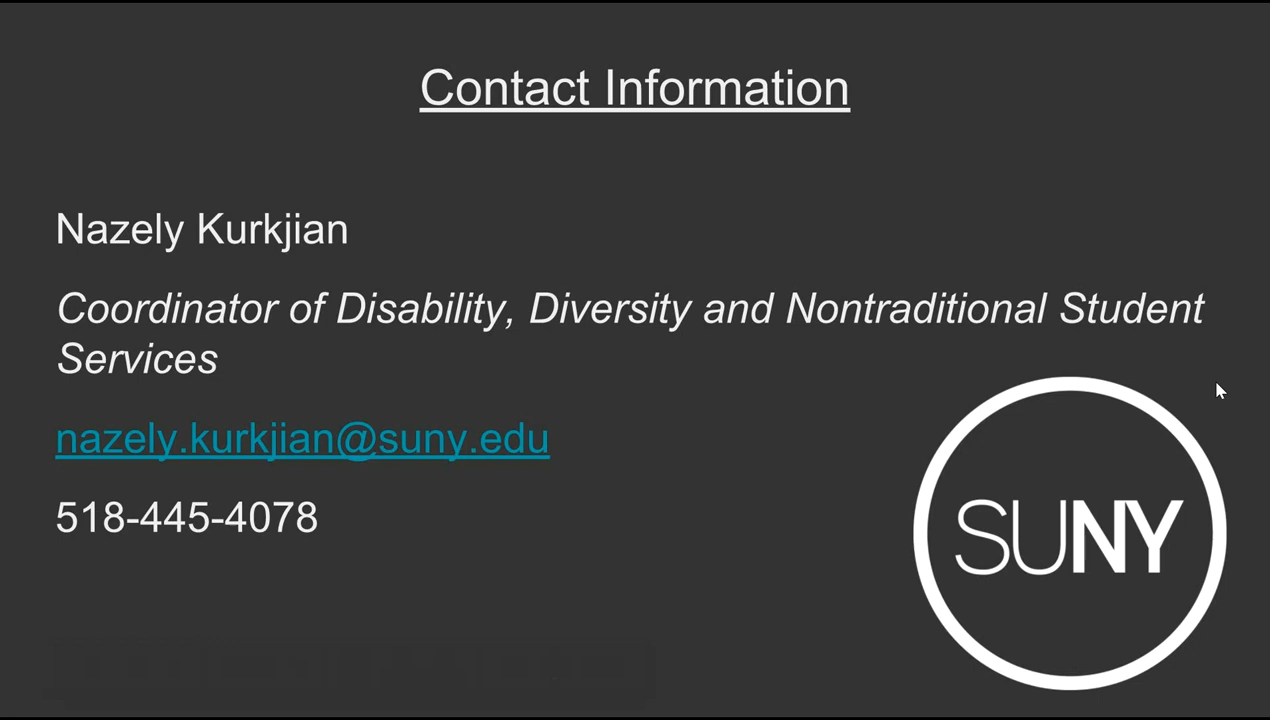 Contact Information
Nazely Kurkjian
Coordinator of Disability, Diversity and Nontraditional Student
Services
nazely.kurkjian@suny.edu
518-445-4078
SUNY